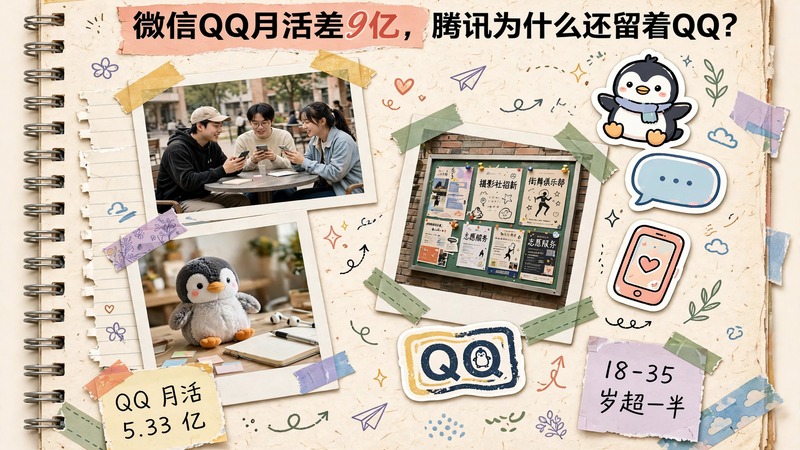 微信QQ月活差9亿，腾讯为什么还留着QQ？
摄影社招新
街舞俱乐部
志愿服务
志愿服务
QQ
QQ 月活
5.33 亿
18-35
岁超一半